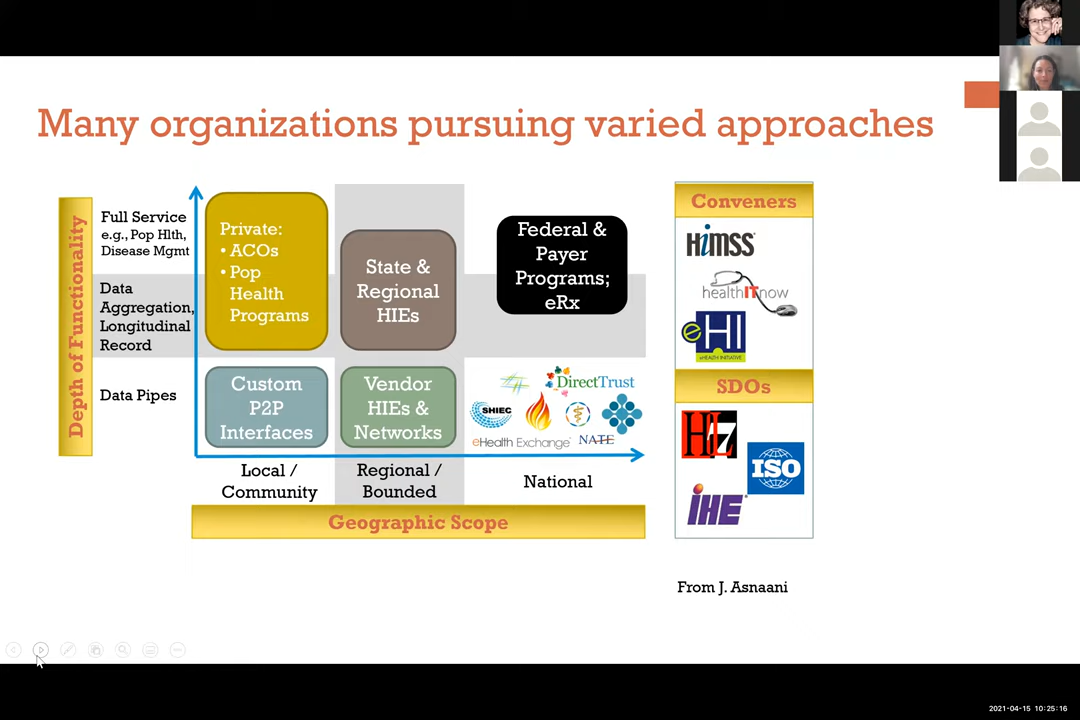 Many organizations pursuing varied approaches
Depth of Functionality
Full Service
e.g., Pop Hlth,
Disease Mgmt
Data
Aggregation,
Longitudinal
Record
Data Pipes
Private:
• ACOs
• Pop
Health
Programs
State &
Regional
HIEs
Federal &
Payer
Programs;
eRx
Custom
P2P
Interfaces
Vendor
HIEs &
Networks
DirectTrust
SHIEC
eHealth Exchange
NATE
Local /
Community
Regional /
Bounded
National
Geographic Scope
Conveners
HiMSS
healthITnow
eHI
eHEALTH INITIATIVE
SDOs
HL7
ISO
IHE
From J. Asnaani
2021-04-15 10:25:16